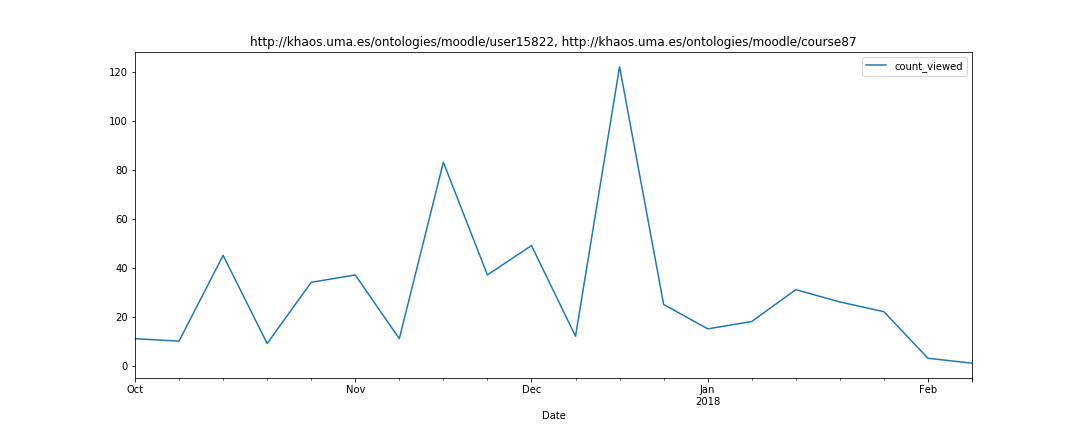 http://khaos.uma.es/ontologies/moodle/user15822, http://khaos.uma.es/ontologies/moodle/course87
count_viewed
120
100
80
60
40
20
0
Oct Nov Dec Jan Feb
2018
Date